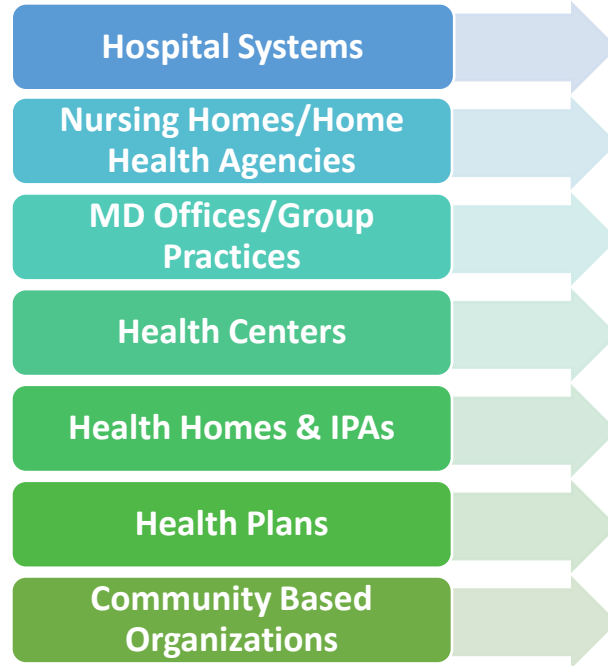 Hospital Systems
Nursing Homes/Home
Health Agencies
MD Offices/Group
Practices
Health Centers
Health Homes & IPAs
Health Plans
Community Based
Organizations